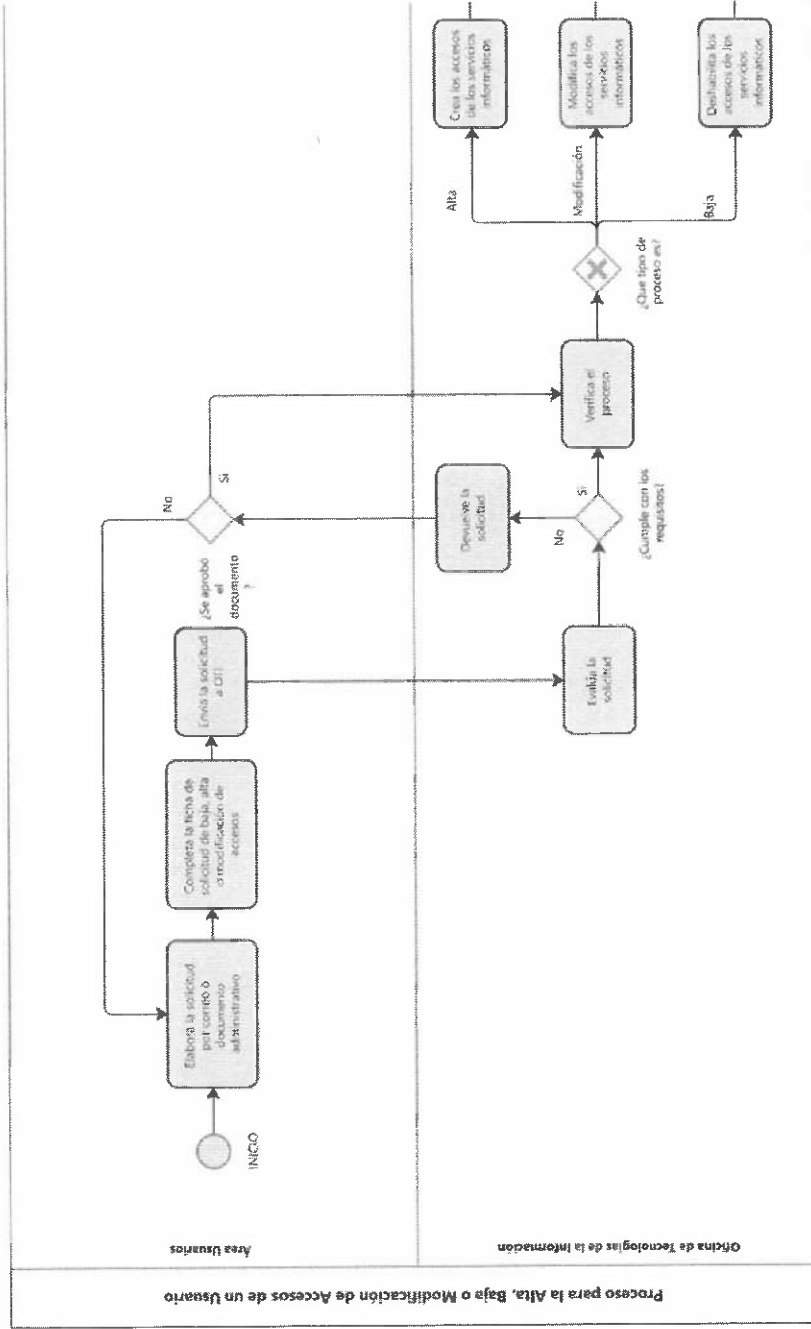 Proceso para la Alta, Baja o Modificación de Accesos de un Usuario
Área Usuarios
INICIO
Elabora la solicitud
por correo o
documento
administrativo
Completa la ficha de
solicitud de baja, alta
o modificación de
accesos
Envía la solicitud
a OTI
¿Se aprobó
el
documento
?
No
Si
Oficina de Tecnologías de la Información
Evalúa la
solicitud
¿Cumple con los
requisitos?
No
Si
Devuelve la
solicitud
Verifica el
proceso
¿Que tipo de
proceso es?
Alta
Modificación
Baja
Crea los accesos
de los servicios
informáticos
Modifica los
accesos de los
servicios
informáticos
Deshabilita los
accesos de los
servicios
informáticos